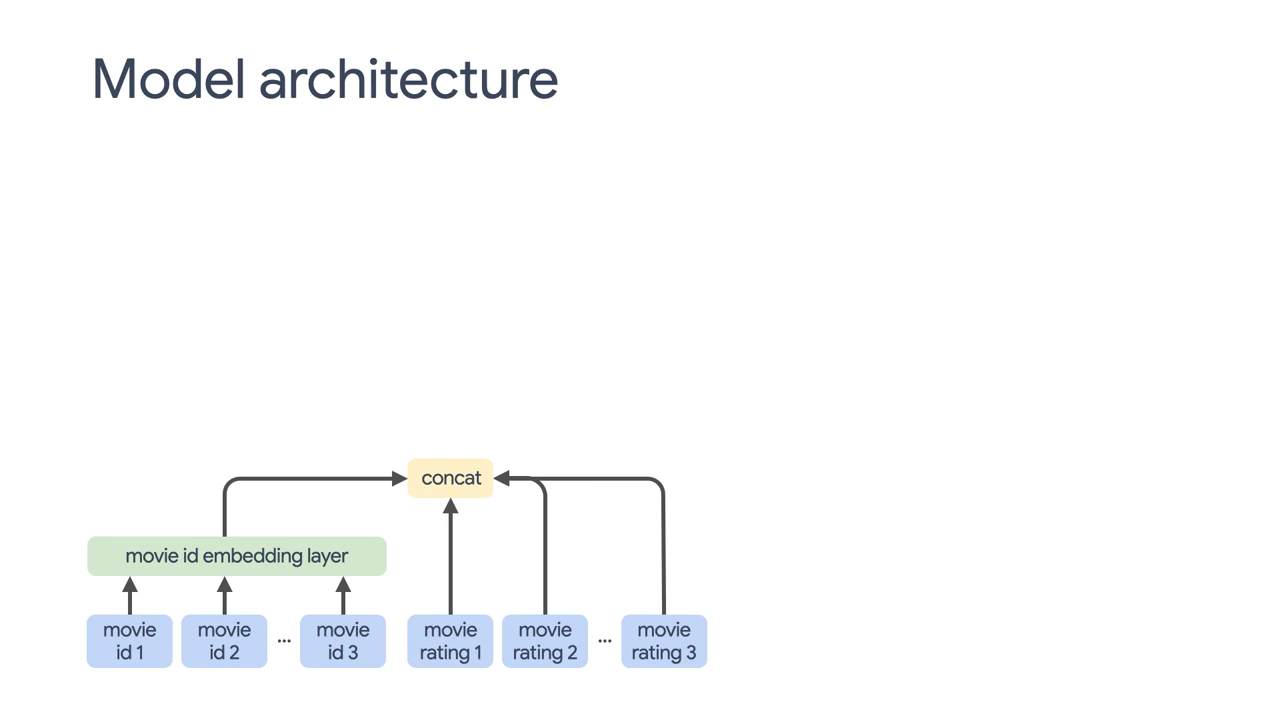 Model architecture
concat
movie id embedding layer
movie
id 1
movie
id 2
...
movie
id 3
movie
rating 1
movie
rating 2
...
movie
rating 3